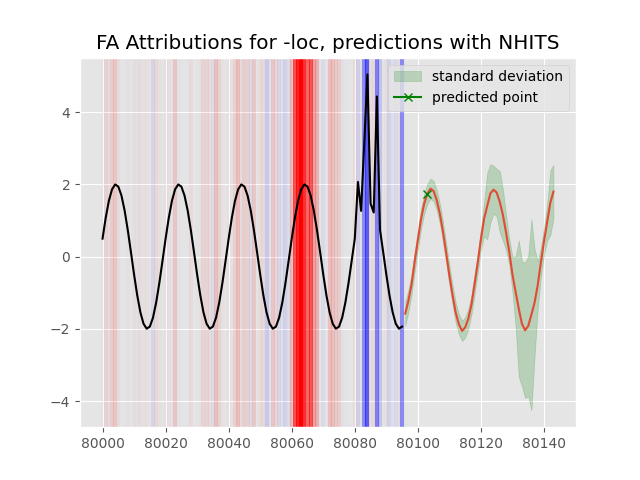 FA Attributions for -loc, predictions with NHITS
standard deviation
predicted point
4
2
0
−2
−4
80000 80020 80040 80060 80080 80100 80120 80140